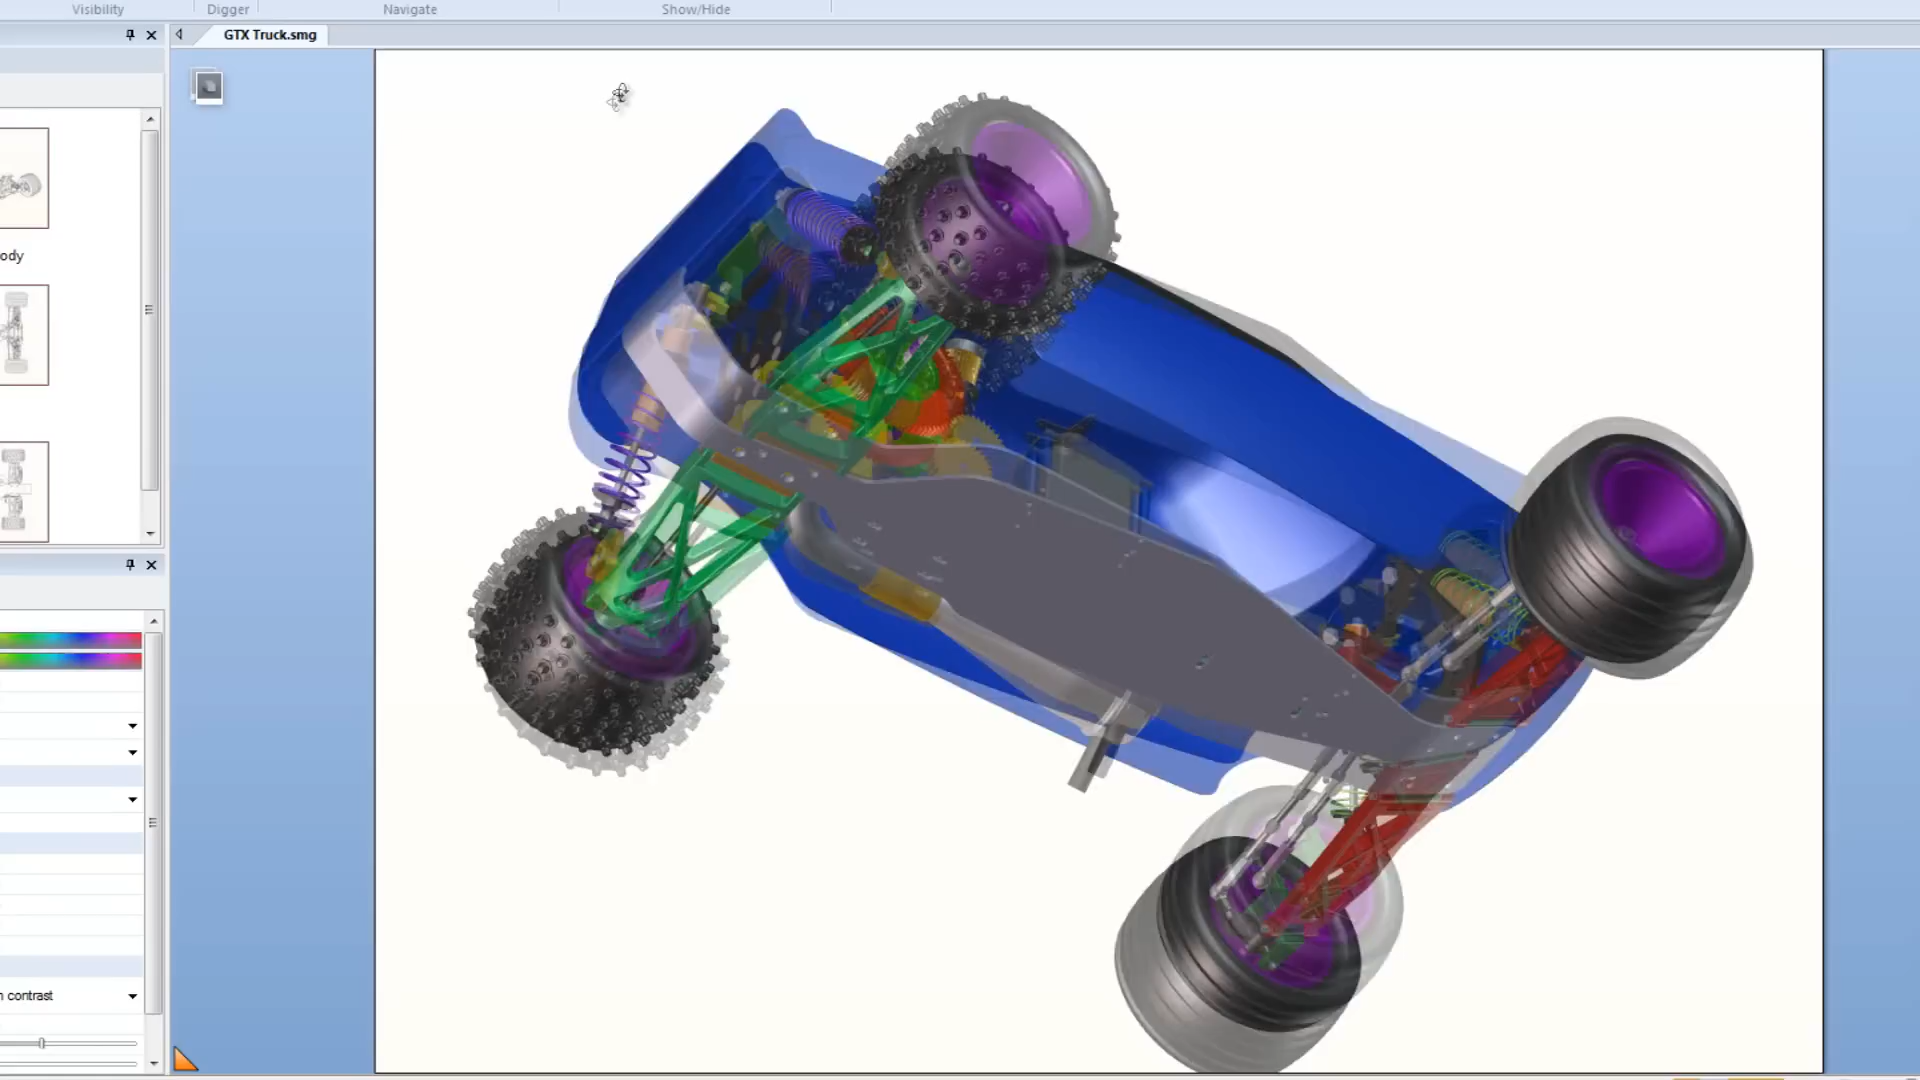 Visibility
Digger
Navigate
Show/Hide
GTX Truck.smg
ody
n contrast